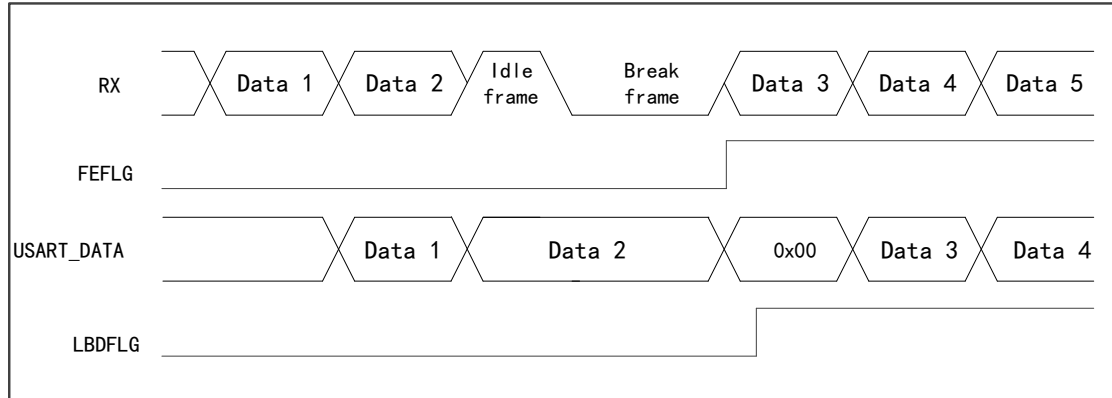 RX Data 1 Data 2 Idle frame Break frame Data 3 Data 4 Data 5
FEFLG
USART_DATA Data 1 Data 2 0x00 Data 3 Data 4
LBDFLG